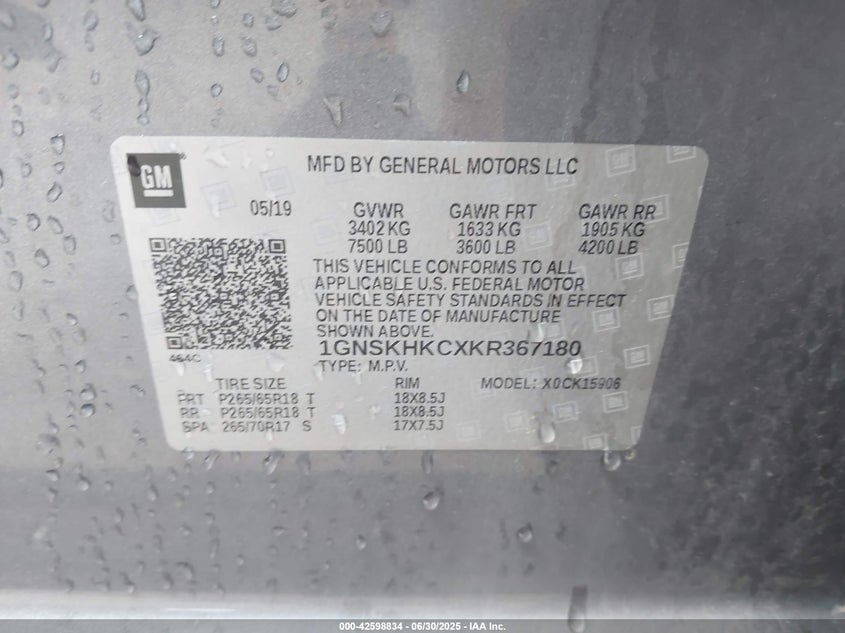 GM
MFD BY GENERAL MOTORS LLC
05/19 GVWR GAWR FRT GAWR RR
3402 KG 1633 KG 1905 KG
7500 LB 3600 LB 4200 LB
THIS VEHICLE CONFORMS TO ALL
APPLICABLE U.S. FEDERAL MOTOR
VEHICLE SAFETY STANDARDS IN EFFECT
ON THE DATE OF MANUFACTURE
SHOWN ABOVE.
464C
1GNSKHKCXKR367180
TYPE: M.P.V.
TIRE SIZE RIM MODEL: X0CK15906
FRT P265/65R18 T 18X8.5J
RR P265/65R18 T 18X8.5J
SPA 265/70R17 S 17X7.5J
000-42598834 - 06/30/2025 - IAA Inc.